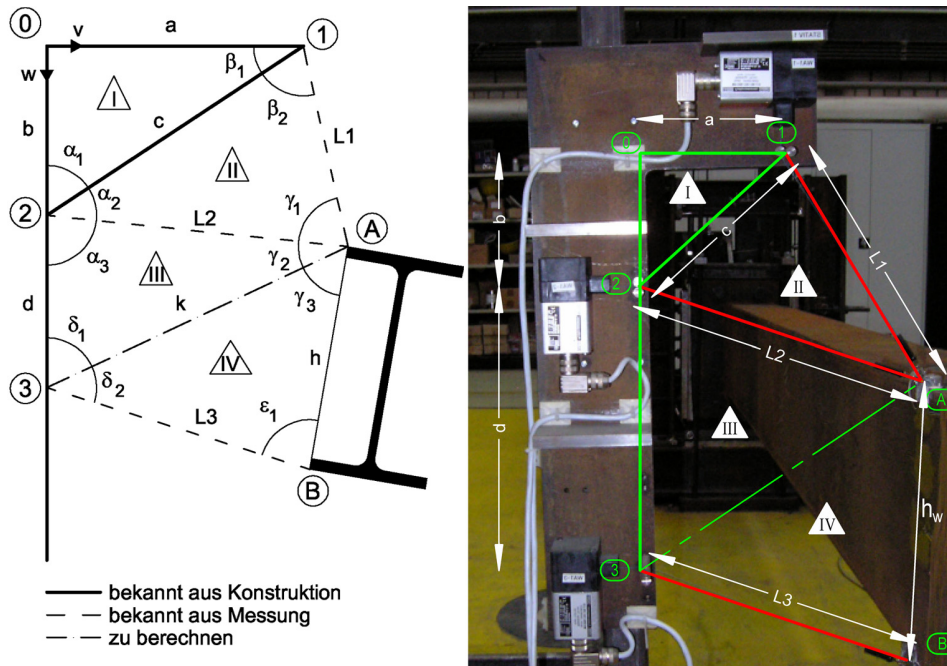 0
v
a
1
w
β1
I
b
c
β2
α1
II
L1
2
α2
γ1
L2
A
α3
III
γ2
d
k
γ3
δ1
IV
h
3
δ2
L3
ε1
B
bekannt aus Konstruktion
bekannt aus Messung
zu berechnen
a
0
1
I
b
c
L1
2
II
L2
A
III
d
hw
IV
3
L3
B